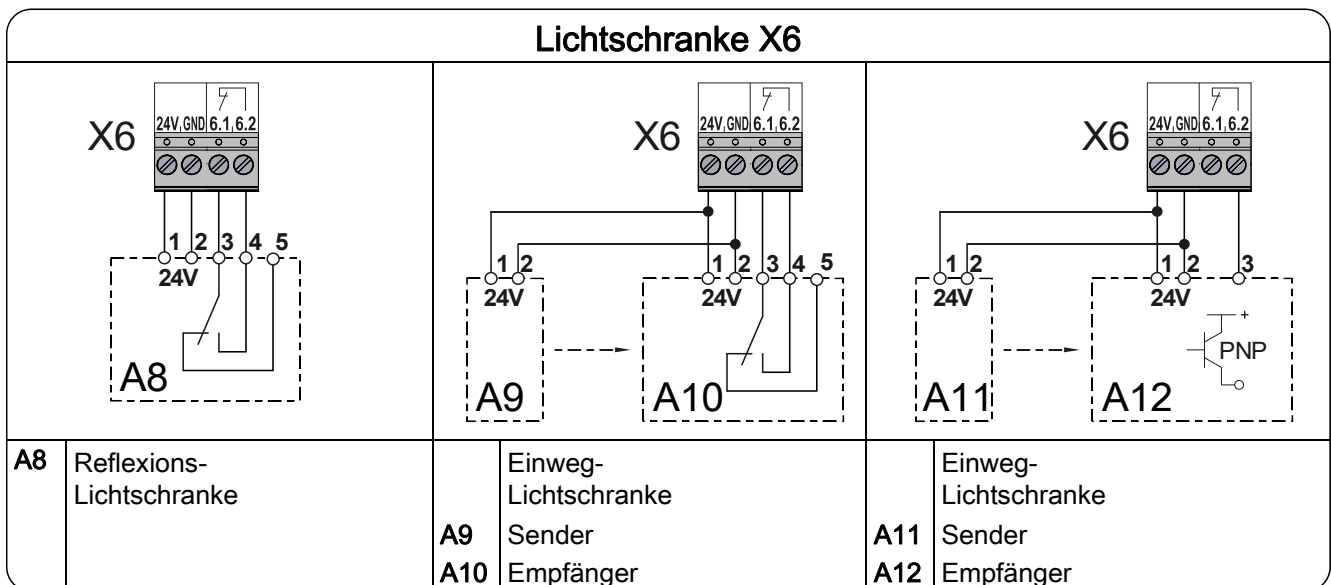 Lichtschranke X6
X6
24V GND 6.1 6.2
1 2 3 4 5
24V
A8
X6
24V GND 6.1 6.2
1 2
24V
1 2 3 4 5
24V
A9
A10
X6
24V GND 6.1 6.2
1 2
24V
1 2 3
24V
+
PNP
A11
A12
A8 Reflexions-
Lichtschranke
Einweg-
Lichtschranke
A9 Sender
A10 Empfänger
Einweg-
Lichtschranke
A11 Sender
A12 Empfänger